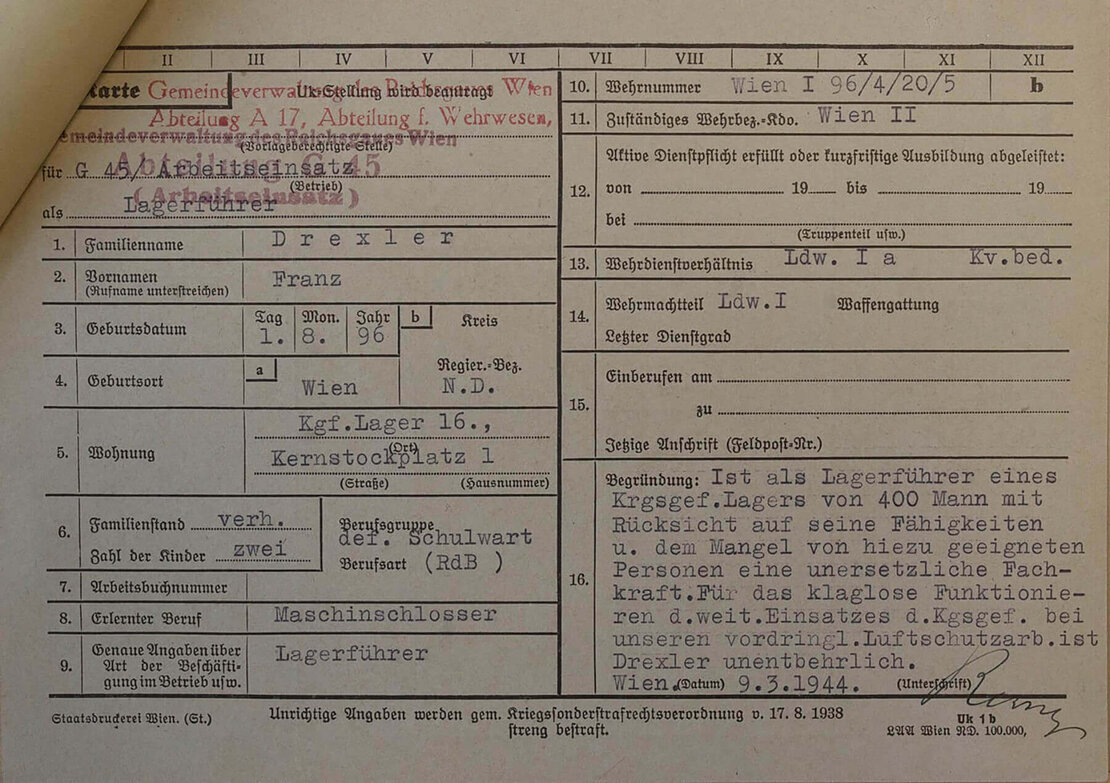 II III IV V VI VII VIII IX X XI XII
karte Uk-Stellung wird beantragt
Gemeindeverwaltung des Reichsgaues Wien
Abteilung A 17, Abteilung f. Wehrwesen,
Gemeindeverwaltung des Reichsgaues Wien
(Vorlageberechtigte Stelle)
Abteilung G 45
für G 45/ Arbeitseinsatz
(Betrieb)
(Arbeitseinsatz)
als Lagerführer
1. Familienname Drexler
2. Vornamen Franz
(Rufname unterstreichen)
3. Geburtsdatum Tag Mon. Jahr b Kreis
1. 8. 96
4. Geburtsort a Wien Regier.-Bez.
N.D.
5. Wohnung Kgf.Lager 16.,
(Ort)
Kernstockplatz 1
(Straße) (Hausnummer)
6. Familienstand verh. Berufsgruppe
def. Schulwart
Zahl der Kinder zwei Berufsart (RdB )
7. Arbeitsbuchnummer
8. Erlernter Beruf Maschinschlosser
9. Genaue Angaben über Lagerführer
Art der Beschäfti-
gung im Betrieb usw.
10. Wehrnummer Wien I 96/4/20/5 b
11. Zuständiges Wehrbez.-Kdo. Wien II
12. Aktive Dienstpflicht erfüllt oder kurzfristige Ausbildung abgeleistet:
von 19 bis 19
bei
(Truppenteil usw.)
13. Wehrdienstverhältnis Ldw. I a Kv.bed.
14. Wehrmachtteil Ldw.I Waffengattung
Letzter Dienstgrad
15. Einberufen am
zu
Jetzige Anschrift (Feldpost-Nr.)
16. Begründung: Ist als Lagerführer eines
Krgsgef.Lagers von 400 Mann mit
Rücksicht auf seine Fähigkeiten
u. dem Mangel von hiezu geeigneten
Personen eine unersetzliche Fach-
kraft.Für das klaglose Funktionie-
ren d.weit.Einsatzes d.Kgsgef. bei
unseren vordringl.Luftschutzarb.ist
Drexler unentbehrlich.
Wien.(Datum) 9.3.1944. (Unterschrift)
Staatsdruckerei Wien. (St.)
Unrichtige Angaben werden gem. Kriegssonderstrafrechtsverordnung v. 17. 8. 1938
streng bestraft.
Uk 1 b
LAA Wien ND. 100.000,